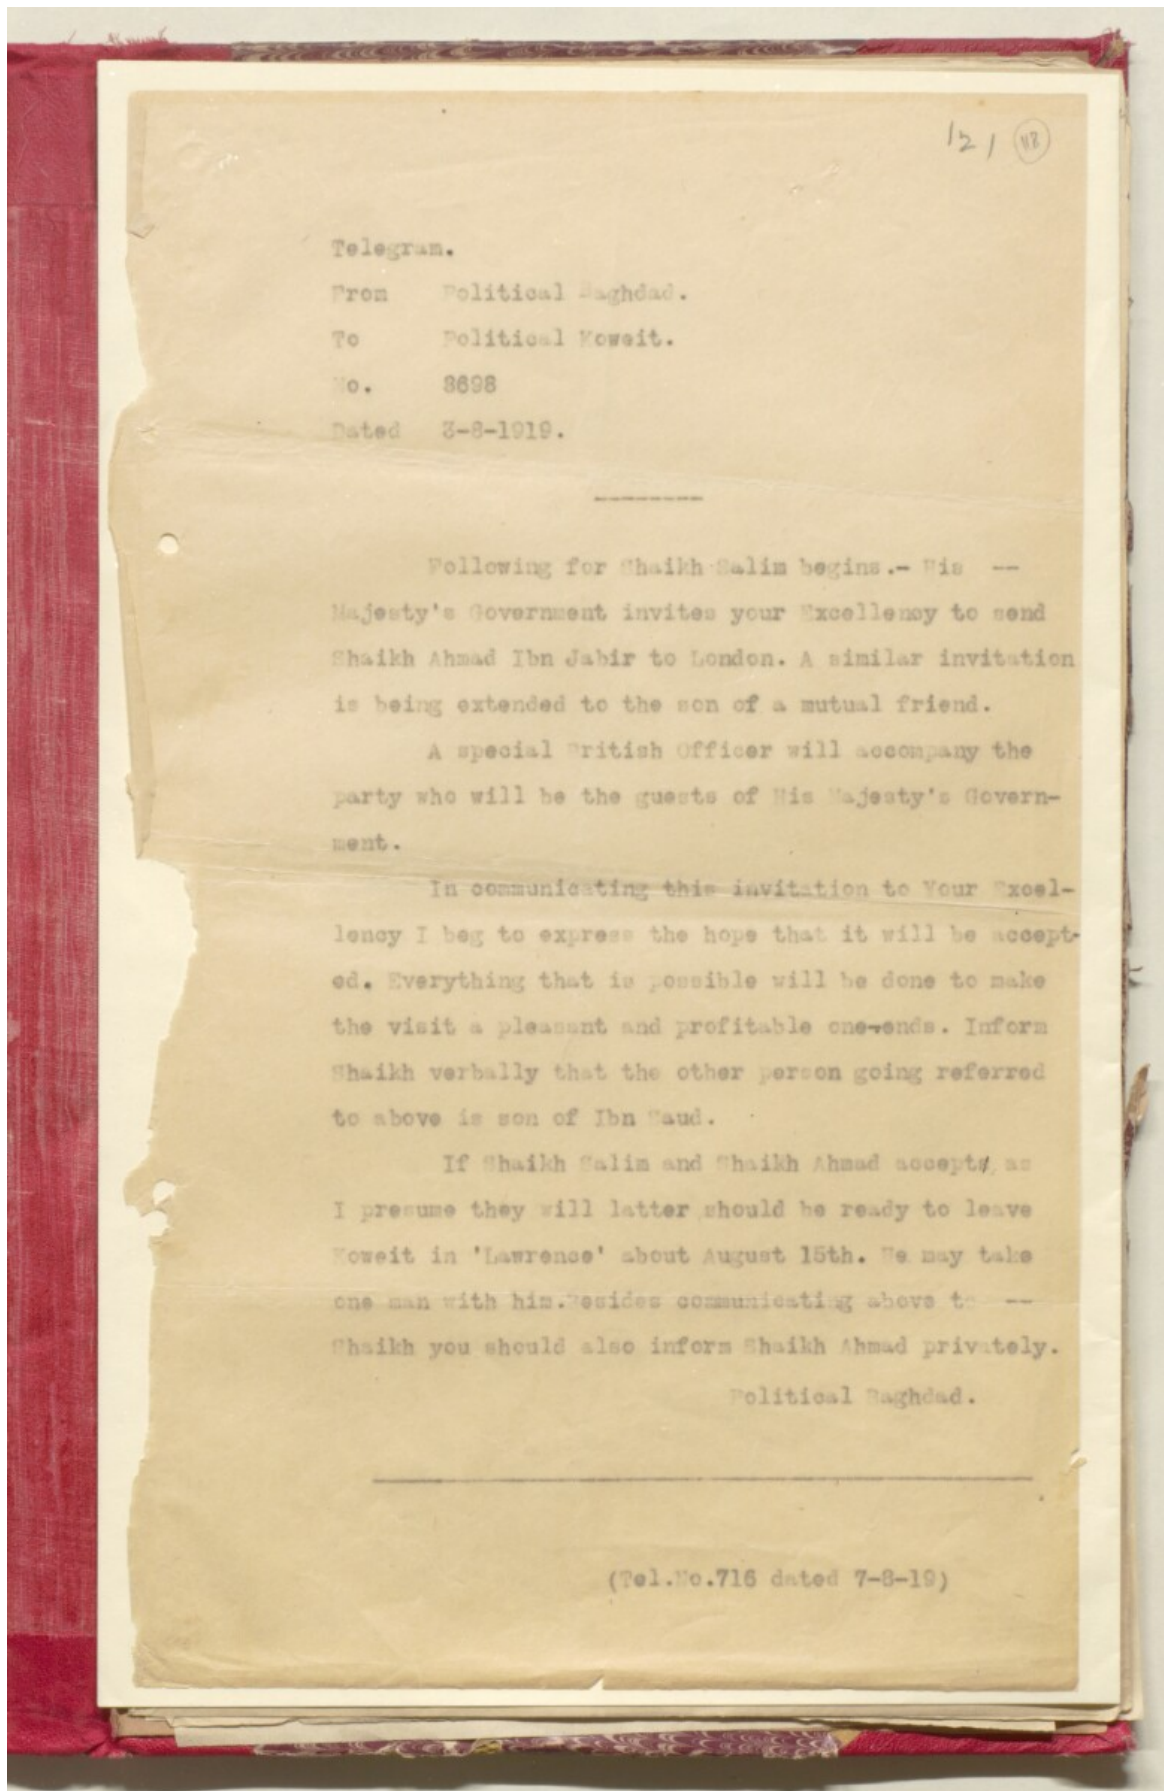 121 118
Telegram.
From Political Baghdad.
To Political Koweit.
No. 8698
Dated 3-8-1919.
--------
Following for Shaikh Salim begins.- His --
Majesty's Government invites your Excellency to send
Shaikh Ahmad Ibn Jabir to London. A similar invitation
is being extended to the son of a mutual friend.
A special British Officer will accompany the
party who will be the guests of His Majesty's Govern-
ment.
In communicating this invitation to Your Excel-
lency I beg to express the hope that it will be accept-
ed. Everything that is possible will be done to make
the visit a pleasant and profitable one-ends. Inform
Shaikh verbally that the other person going referred
to above is son of Ibn Saud.
If Shaikh Salim and Shaikh Ahmad accept, as
I presume they will latter should be ready to leave
Koweit in 'Lawrence' about August 15th. He may take
one man with him.Besides communicating above to --
Shaikh you should also inform Shaikh Ahmad privately.
Political Baghdad.
(Tel.No.716 dated 7-8-19)